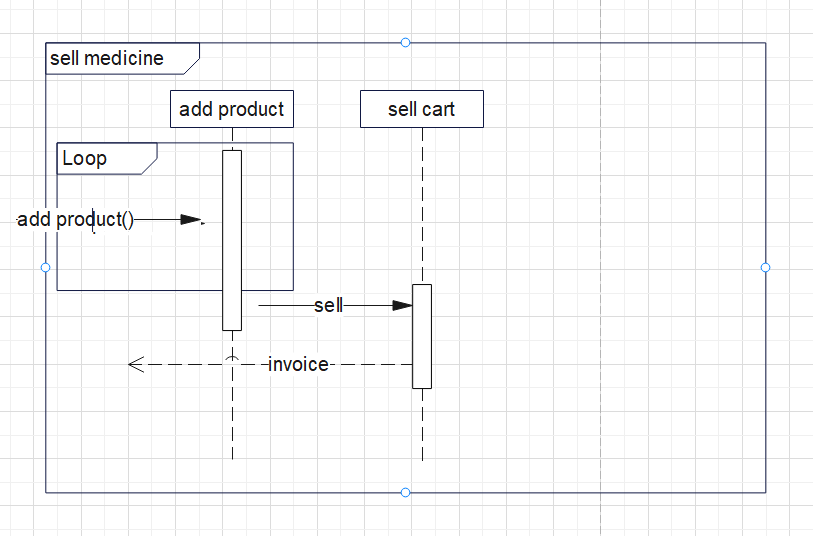 sell medicine
add product
sell cart
Loop
add product()
sell
invoice